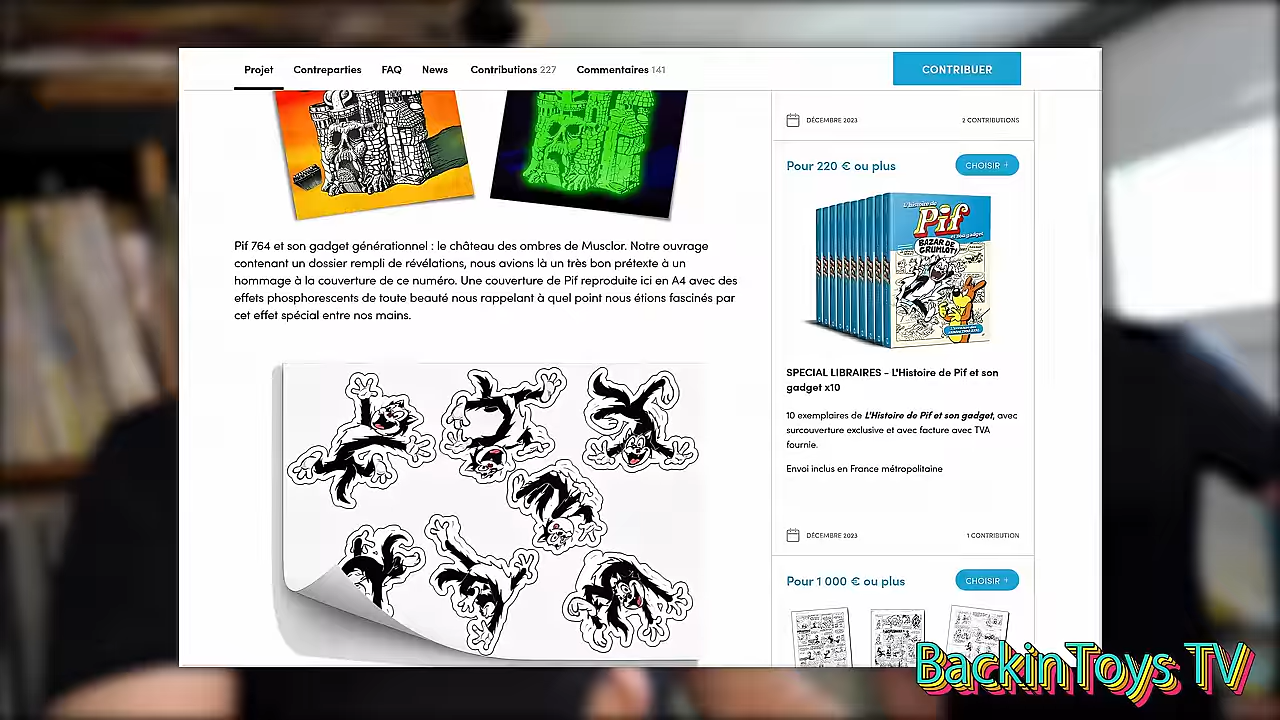 Projet Contreparties FAQ News Contributions 227 Commentaires 141
CONTRIBUER
Pif 764 et son gadget générationnel : le château des ombres de Musclor. Notre ouvrage
contenant un dossier rempli de révélations, nous avions là un très bon prétexte à un
hommage à la couverture de ce numéro. Une couverture de Pif reproduite ici en A4 avec des
effets phosphorescents de toute beauté nous rappelant à quel point nous étions fascinés par
cet effet spécial entre nos mains.
DÉCEMBRE 2023 2 CONTRIBUTIONS
Pour 220 € ou plus CHOISIR +
L'histoire de
Pif
et son gadget
BAZAR DE
GRUMLOT!
SPECIAL LIBRAIRES - L'Histoire de Pif et son
gadget x10
10 exemplaires de L'Histoire de Pif et son gadget, avec
surcouverture exclusive et avec facture avec TVA
fournie.
Envoi inclus en France métropolitaine
DÉCEMBRE 2023 1 CONTRIBUTION
Pour 1 000 € ou plus CHOISIR +
BackinToys TV